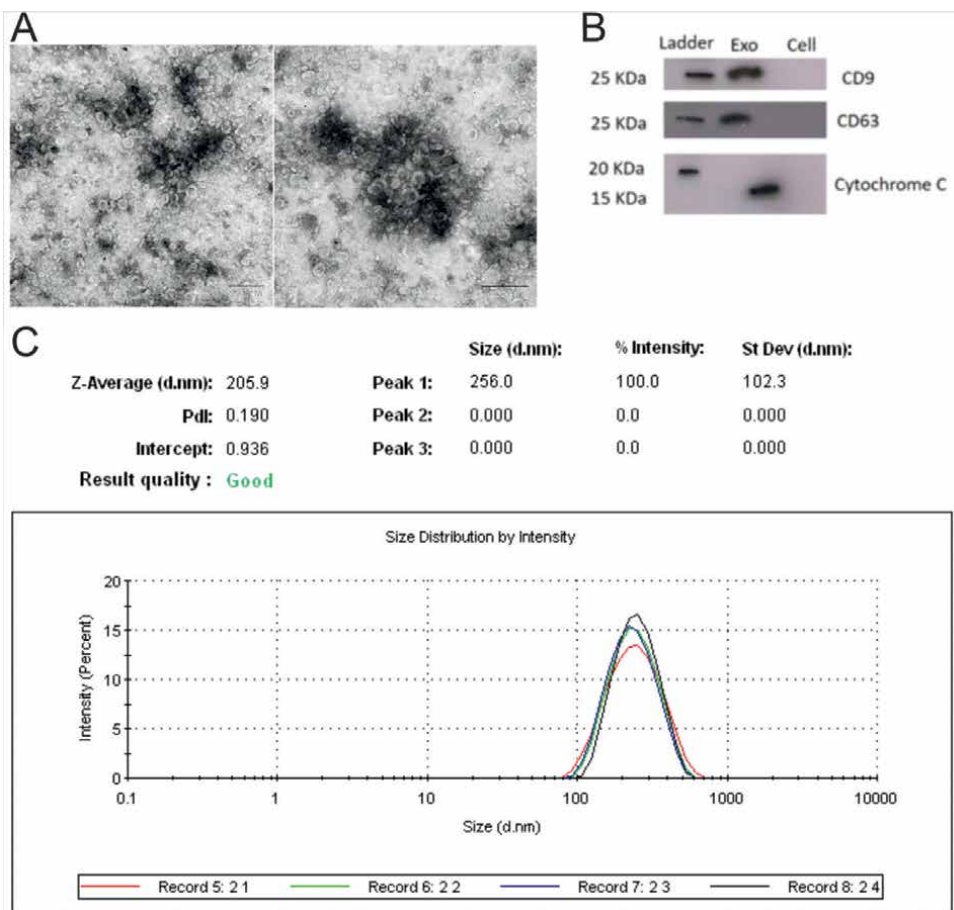 A
B
Ladder Exo Cell
25 KDa CD9
25 KDa CD63
20 KDa
15 KDa Cytochrome C
C
Size (d.nm): % Intensity: St Dev (d.nm):
Z-Average (d.nm): 205.9 Peak 1: 256.0 100.0 102.3
PdI: 0.190 Peak 2: 0.000 0.0 0.000
Intercept: 0.936 Peak 3: 0.000 0.0 0.000
Result quality : Good
Size Distribution by Intensity
Intensity (Percent)
20
15
10
5
0
0.1 1 10 100 1000 10000
Size (d.nm)
Record 5: 2 1 Record 6: 2 2 Record 7: 2 3 Record 8: 2 4